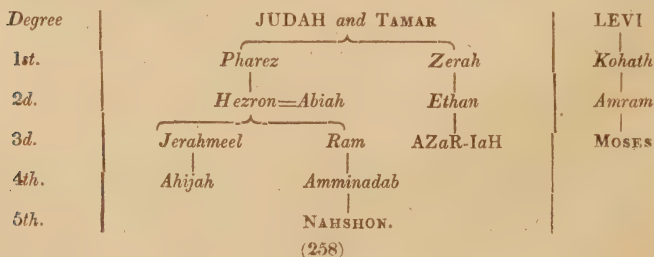 Degree JUDAH and TAMAR LEVI
1st. Pharez Zerah Kohath
2d. Hezron=Abiah Ethan Amram
3d. Jerahmeel Ram AZaR-IaH MOSES
4th. Ahijah Amminadab
5th. NAHSHON.
(258)